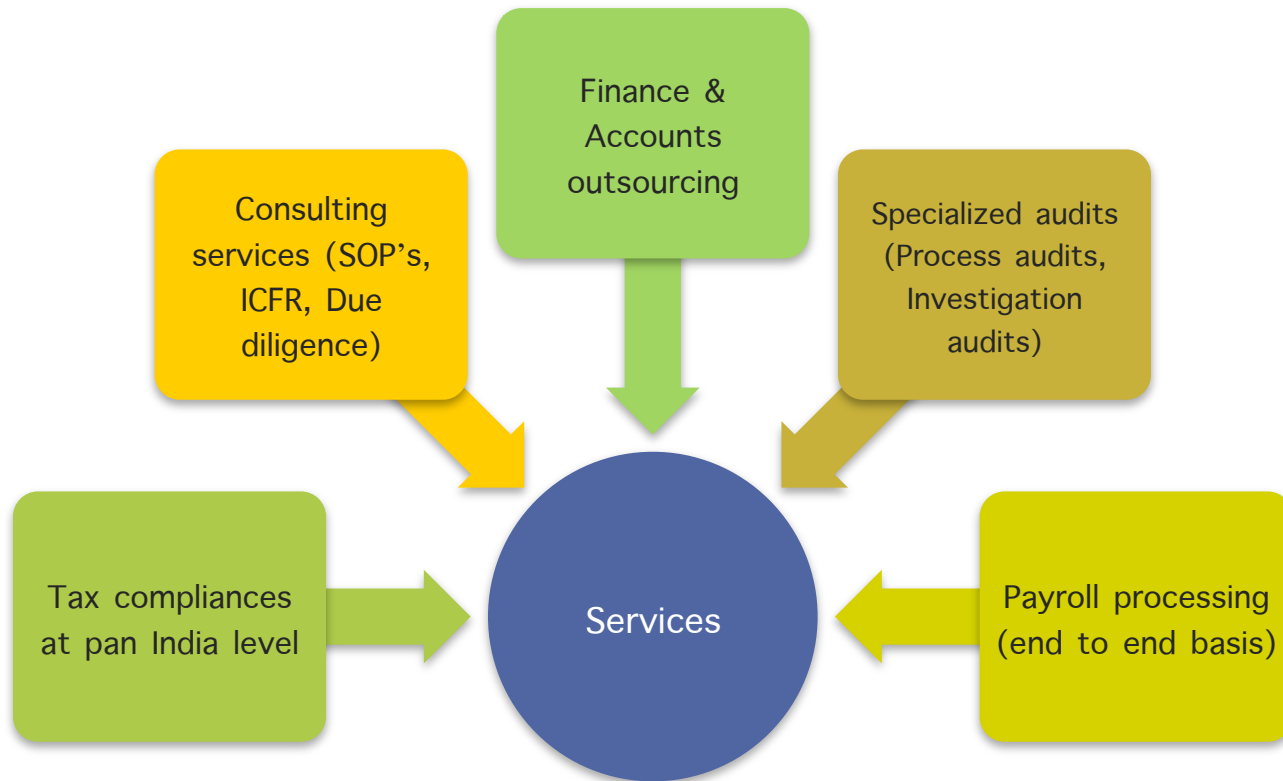 Finance &
Accounts
outsourcing
Consulting
services (SOP’s,
ICFR, Due
diligence)
Specialized audits
(Process audits,
Investigation
audits)
Tax compliances
at pan India level
Services
Payroll processing
(end to end basis)